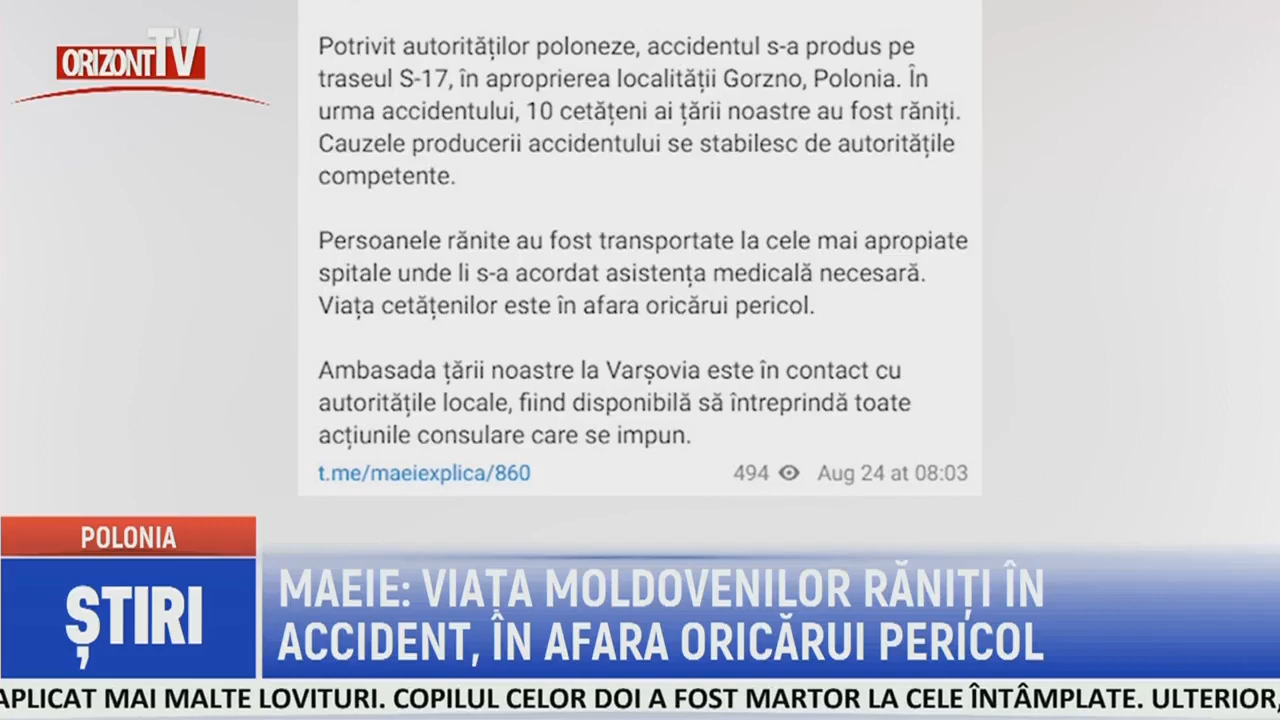 ORIZONT TV
Potrivit autorităților poloneze, accidentul s-a produs pe
traseul S-17, în aproprierea localității Gorzno, Polonia. În
urma accidentului, 10 cetățeni ai țării noastre au fost răniți.
Cauzele producerii accidentului se stabilesc de autoritățile
competente.
Persoanele rănite au fost transportate la cele mai apropiate
spitale unde li s-a acordat asistența medicală necesară.
Viața cetățenilor este în afara oricărui pericol.
Ambasada țării noastre la Varșovia este în contact cu
autoritățile locale, fiind disponibilă să întreprindă toate
acțiunile consulare care se impun.
t.me/maeiexplica/860 494 Aug 24 at 08:03
POLONIA
ȘTIRI
MAEIE: VIAȚA MOLDOVENILOR RĂNIȚI ÎN
ACCIDENT, ÎN AFARA ORICĂRUI PERICOL
APLICAT MAI MALTE LOVITURI. COPILUL CELOR DOI A FOST MARTOR LA CELE ÎNTÂMPLATE. ULTERIOR,